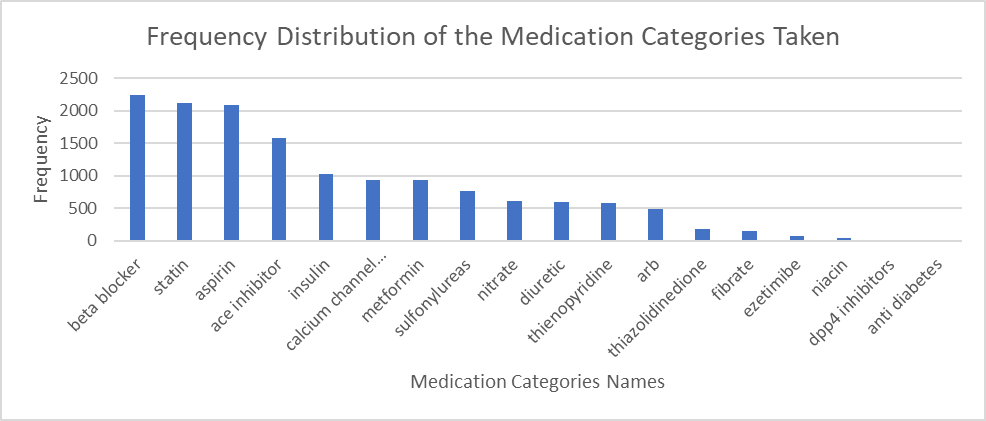 Frequency Distribution of the Medication Categories Taken
Frequency
2500
2000
1500
1000
500
0
beta blocker
statin
aspirin
ace inhibitor
insulin
calcium channel...
metformin
sulfonylureas
nitrate
diuretic
thienopyridine
arb
thiazolidinedione
fibrate
ezetimibe
niacin
dpp4 inhibitors
anti diabetes
Medication Categories Names